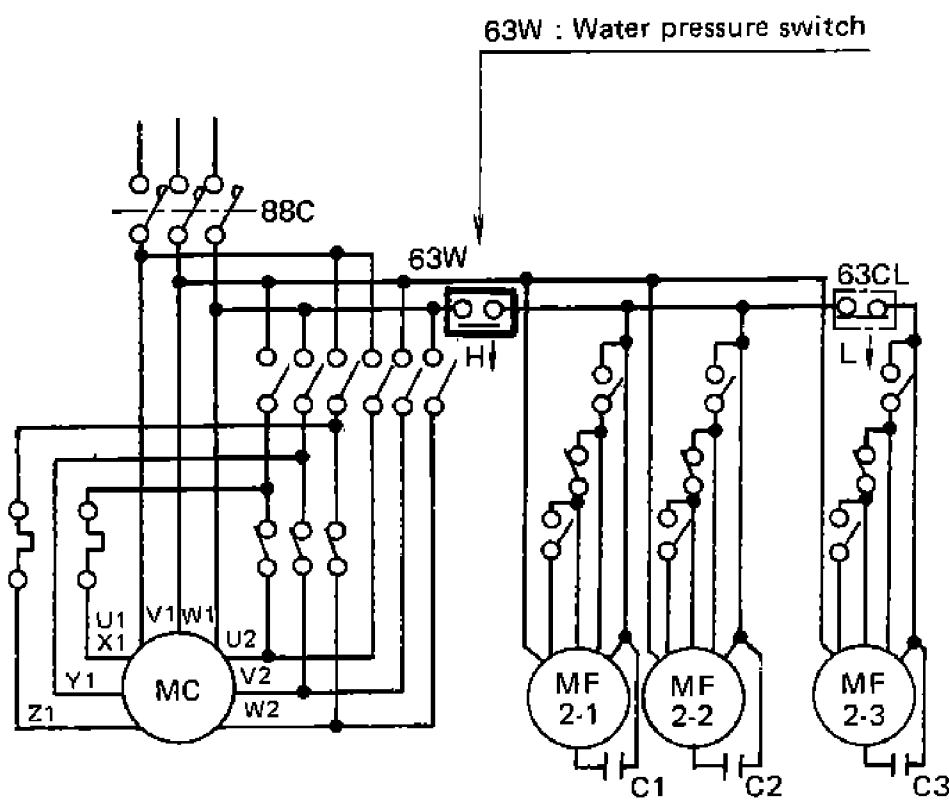 63W : Water pressure switch
88C
63W
63CL
H
L
U1
V1
W1
X1
U2
Y1
MC
V2
W2
Z1
MF
2-1
MF
2-2
MF
2-3
C1
C2
C3